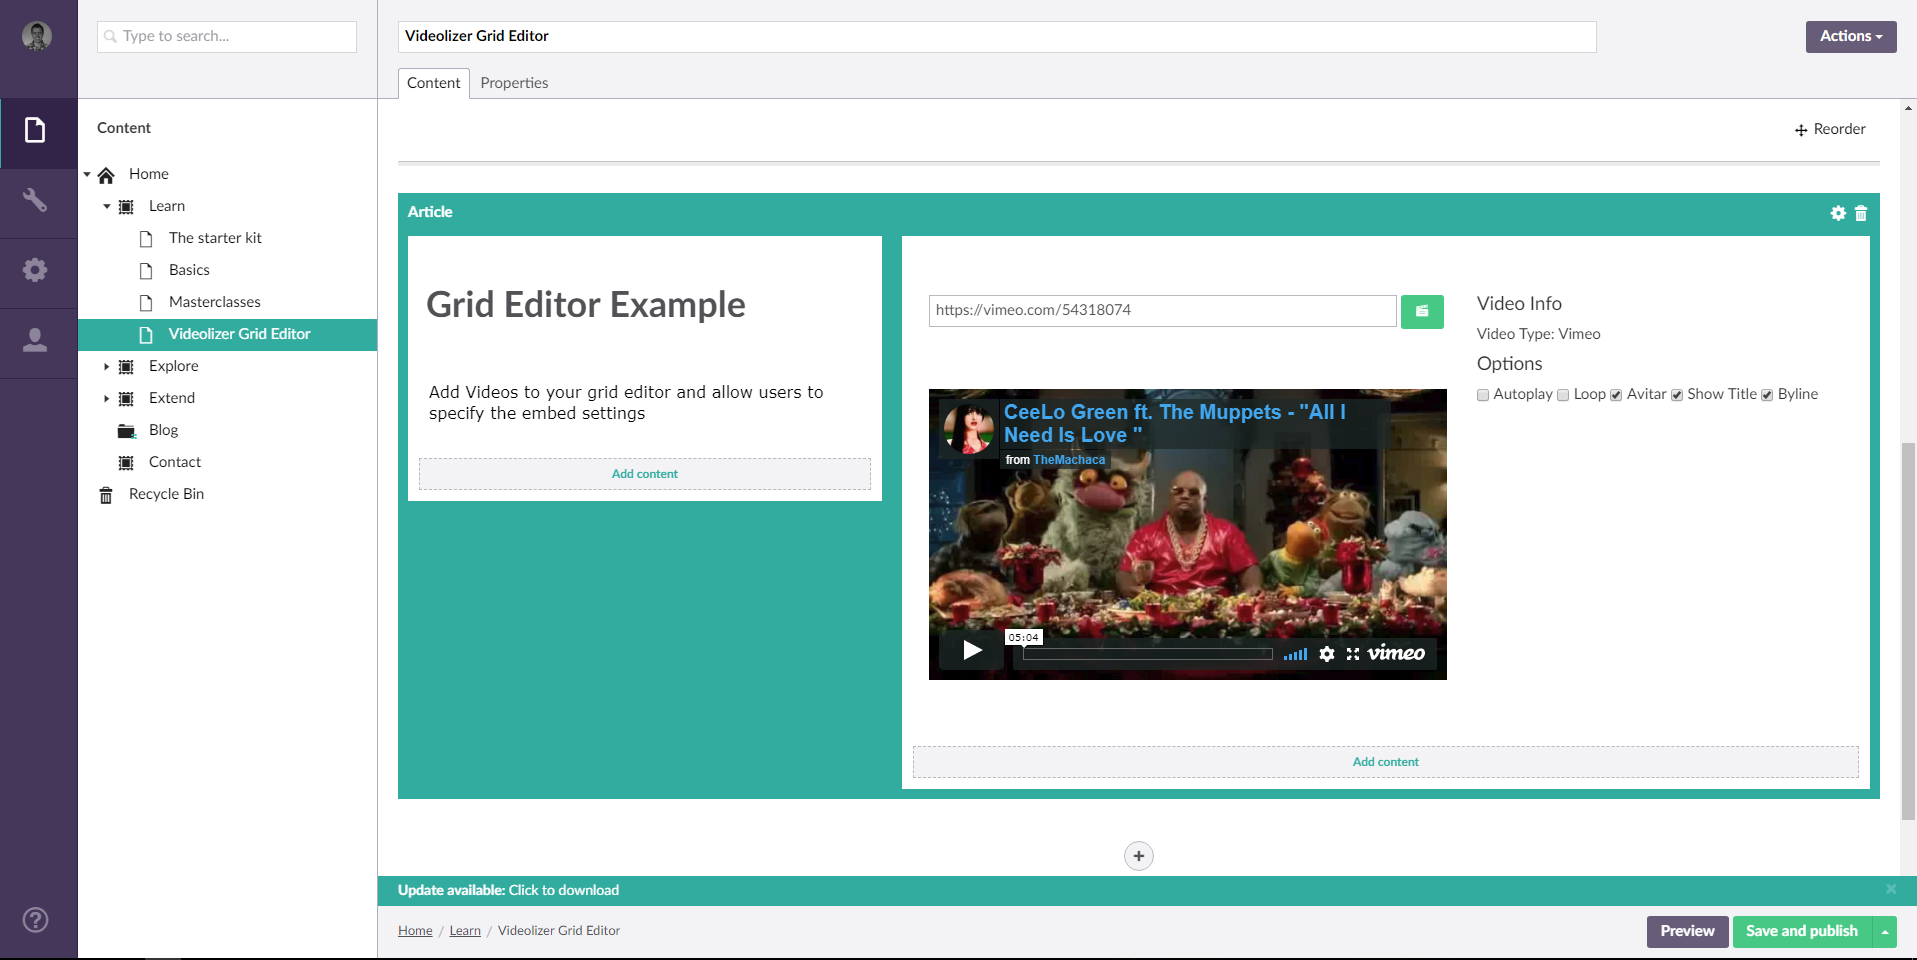 Type to search...
Videolizer Grid Editor
Actions
Content
Properties
Content
Reorder
Home
Learn
The starter kit
Basics
Masterclasses
Videolizer Grid Editor
Explore
Extend
Blog
Contact
Recycle Bin
Article
Grid Editor Example
Add Videos to your grid editor and allow users to
specify the embed settings
Add content
https://vimeo.com/54318074
Video Info
Video Type: Vimeo
Options
Autoplay Loop Avitar Show Title Byline
CeeLo Green ft. The Muppets - "All I
Need Is Love "
from TheMachaca
05:04
vimeo
Add content
Update available: Click to download
Home / Learn / Videolizer Grid Editor
Preview
Save and publish